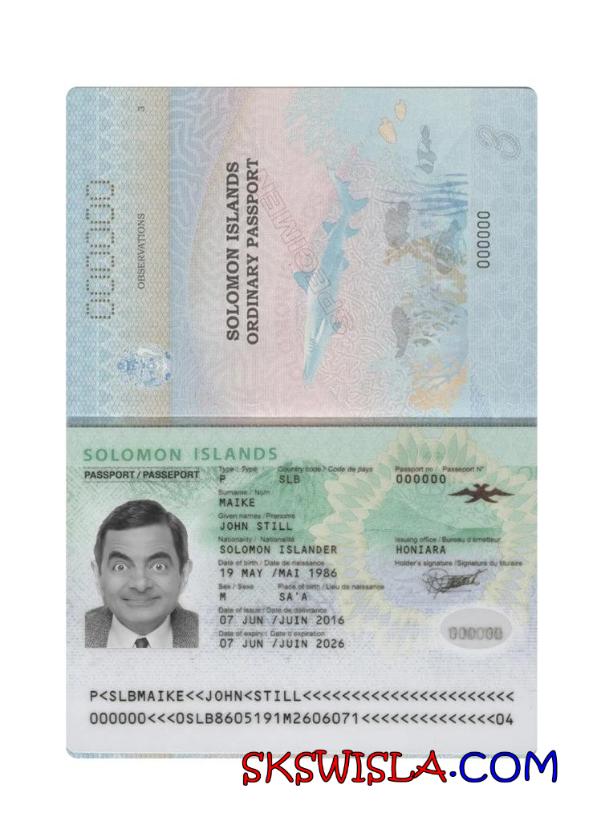 3
000000
OBSERVATIONS
SOLOMON ISLANDS
ORDINARY PASSPORT
SPECIMEN
000000
3
SOLOMON ISLANDS
PASSPORT / PASSEPORT
Type / Type
Country code / Code de pays
Passport no / Passeport N°
P
SLB
000000
Surname / Nom
MAIKE
Given names / Prénoms
JOHN STILL
Nationality / Nationalité
Issuing office / Bureau d'émetteur
SOLOMON ISLANDER
HONIARA
Date of birth / Date de naissance
Holder's signature / Signature du titulaire
19 MAY /MAI 1986
Sex / Sexe
Place of birth / Lieu de naissance
M
SA'A
Date of issue / Date de délivrance
07 JUN /JUIN 2016
Date of expiry / Date d'expiration
07 JUN /JUIN 2026
000000
P<SLBMAIKE<<JOHN<STILL<<<<<<<<<<<<<<<<<<<<<<
000000<<<0SLB8605191M2606071<<<<<<<<<<<<<<04
SKSWISLA.COM